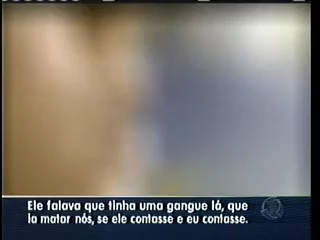 Ele falava que tinha uma gangue lá, que
ia matar nós, se ele contasse e eu contasse.